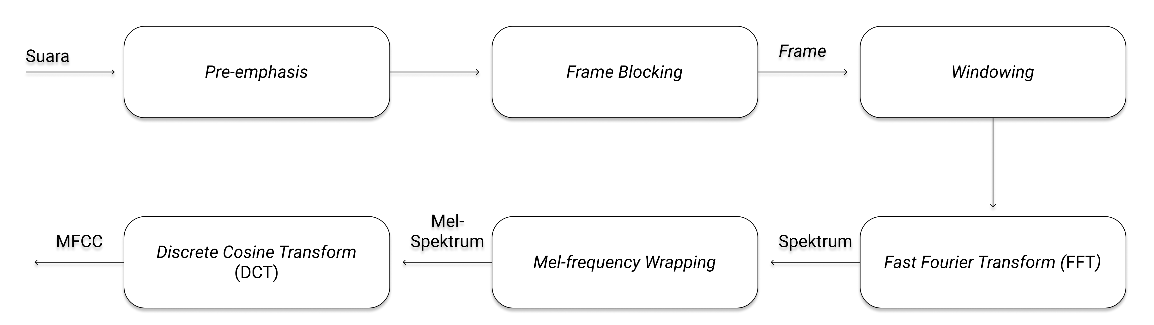 Suara
Pre-emphasis
Frame Blocking
Frame
Windowing
Fast Fourier Transform (FFT)
Spektrum
Mel-frequency Wrapping
Mel-
Spektrum
Discrete Cosine Transform
(DCT)
MFCC